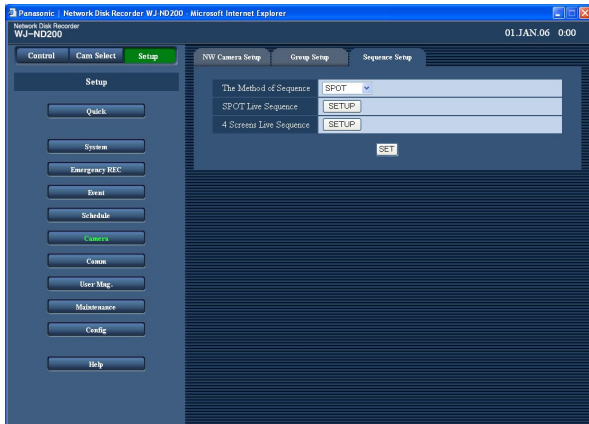 Panasonic | Network Disk Recorder WJ-ND200 - Microsoft Internet Explorer
Network Disk Recorder
WJ-ND200
01.JAN.06 0:00
Control Cam Select Setup
NW Camera Setup Group Setup Sequence Setup
Setup
The Method of Sequence SPOT
SPOT Live Sequence SETUP
4 Screens Live Sequence SETUP
SET
Quick
System
Emergency REC
Event
Schedule
Camera
Comm
User Mng.
Maintenance
Config
Help